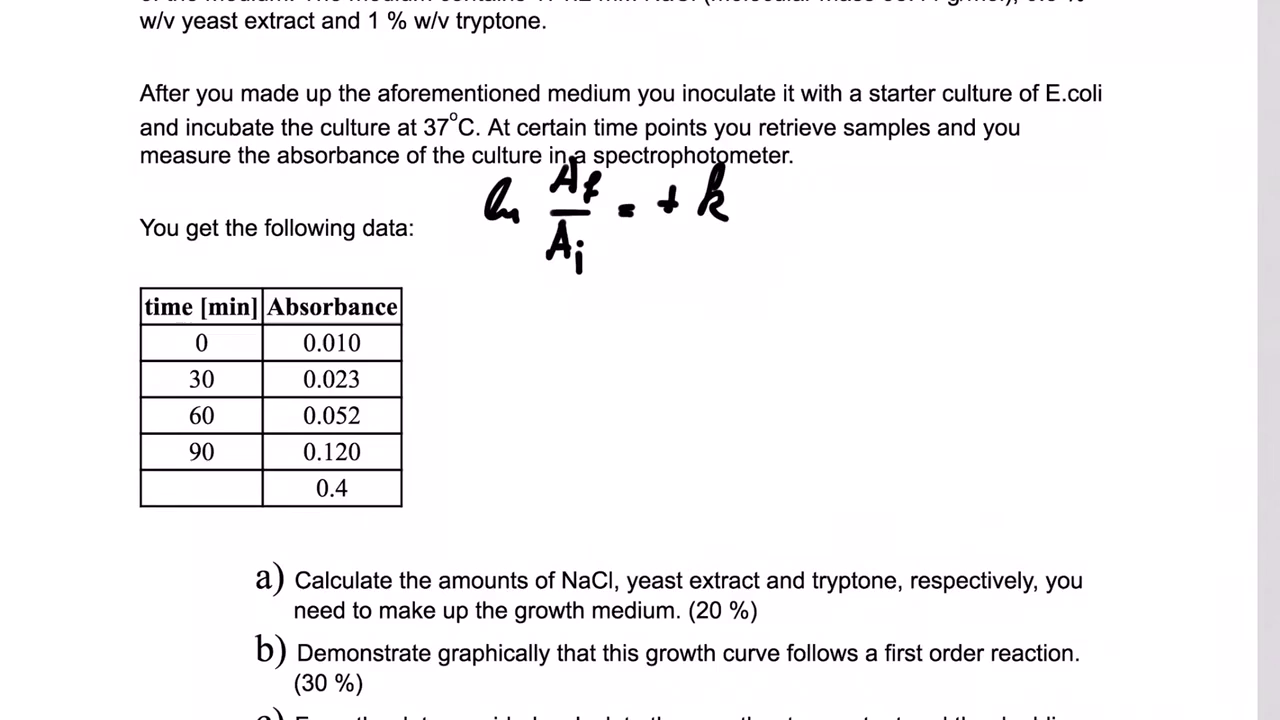 w/v yeast extract and 1 % w/v tryptone.
After you made up the aforementioned medium you inoculate it with a starter culture of E.coli
and incubate the culture at 37°C. At certain time points you retrieve samples and you
measure the absorbance of the culture in a spectrophotometer.
ln Af/Ai = + k
You get the following data:
time [min] Absorbance
0 0.010
30 0.023
60 0.052
90 0.120
0.4
a) Calculate the amounts of NaCl, yeast extract and tryptone, respectively, you
need to make up the growth medium. (20 %)
b) Demonstrate graphically that this growth curve follows a first order reaction.
(30 %)